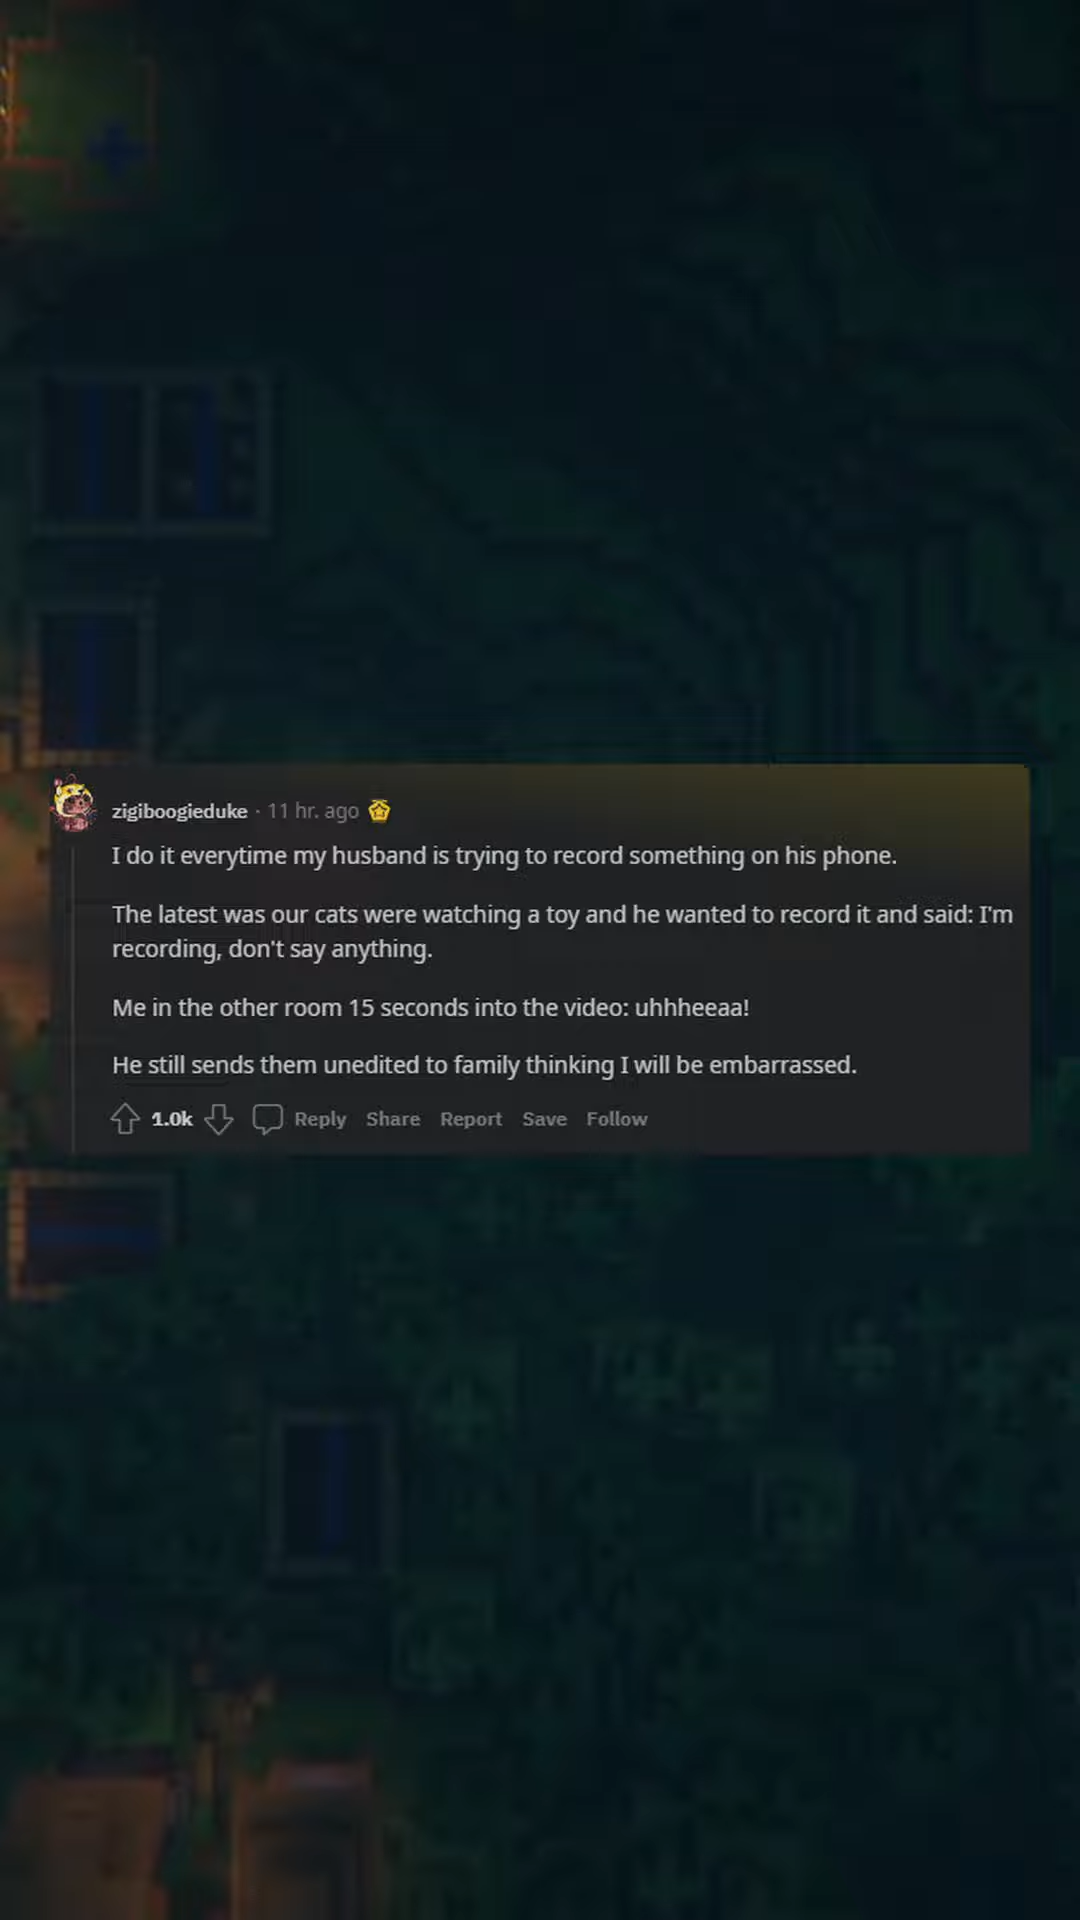 zigiboogieduke · 11 hr. ago
I do it everytime my husband is trying to record something on his phone.
The latest was our cats were watching a toy and he wanted to record it and said: I'm
recording, don't say anything.
Me in the other room 15 seconds into the video: uhhheeaa!
He still sends them unedited to family thinking I will be embarrassed.
1.0k Reply Share Report Save Follow